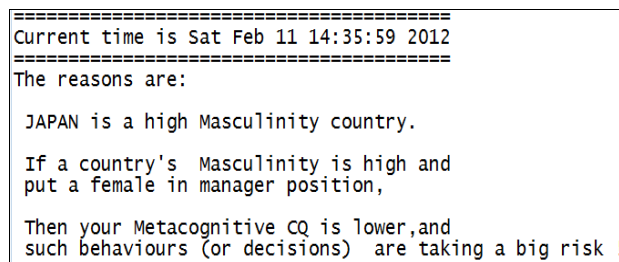 ========================================
Current time is Sat Feb 11 14:35:59 2012
========================================
The reasons are:
JAPAN is a high Masculinity country.
If a country's  Masculinity is high and
put a female in manager position,
Then your Metacognitive CQ is lower,and
such behaviours (or decisions)  are taking a big risk